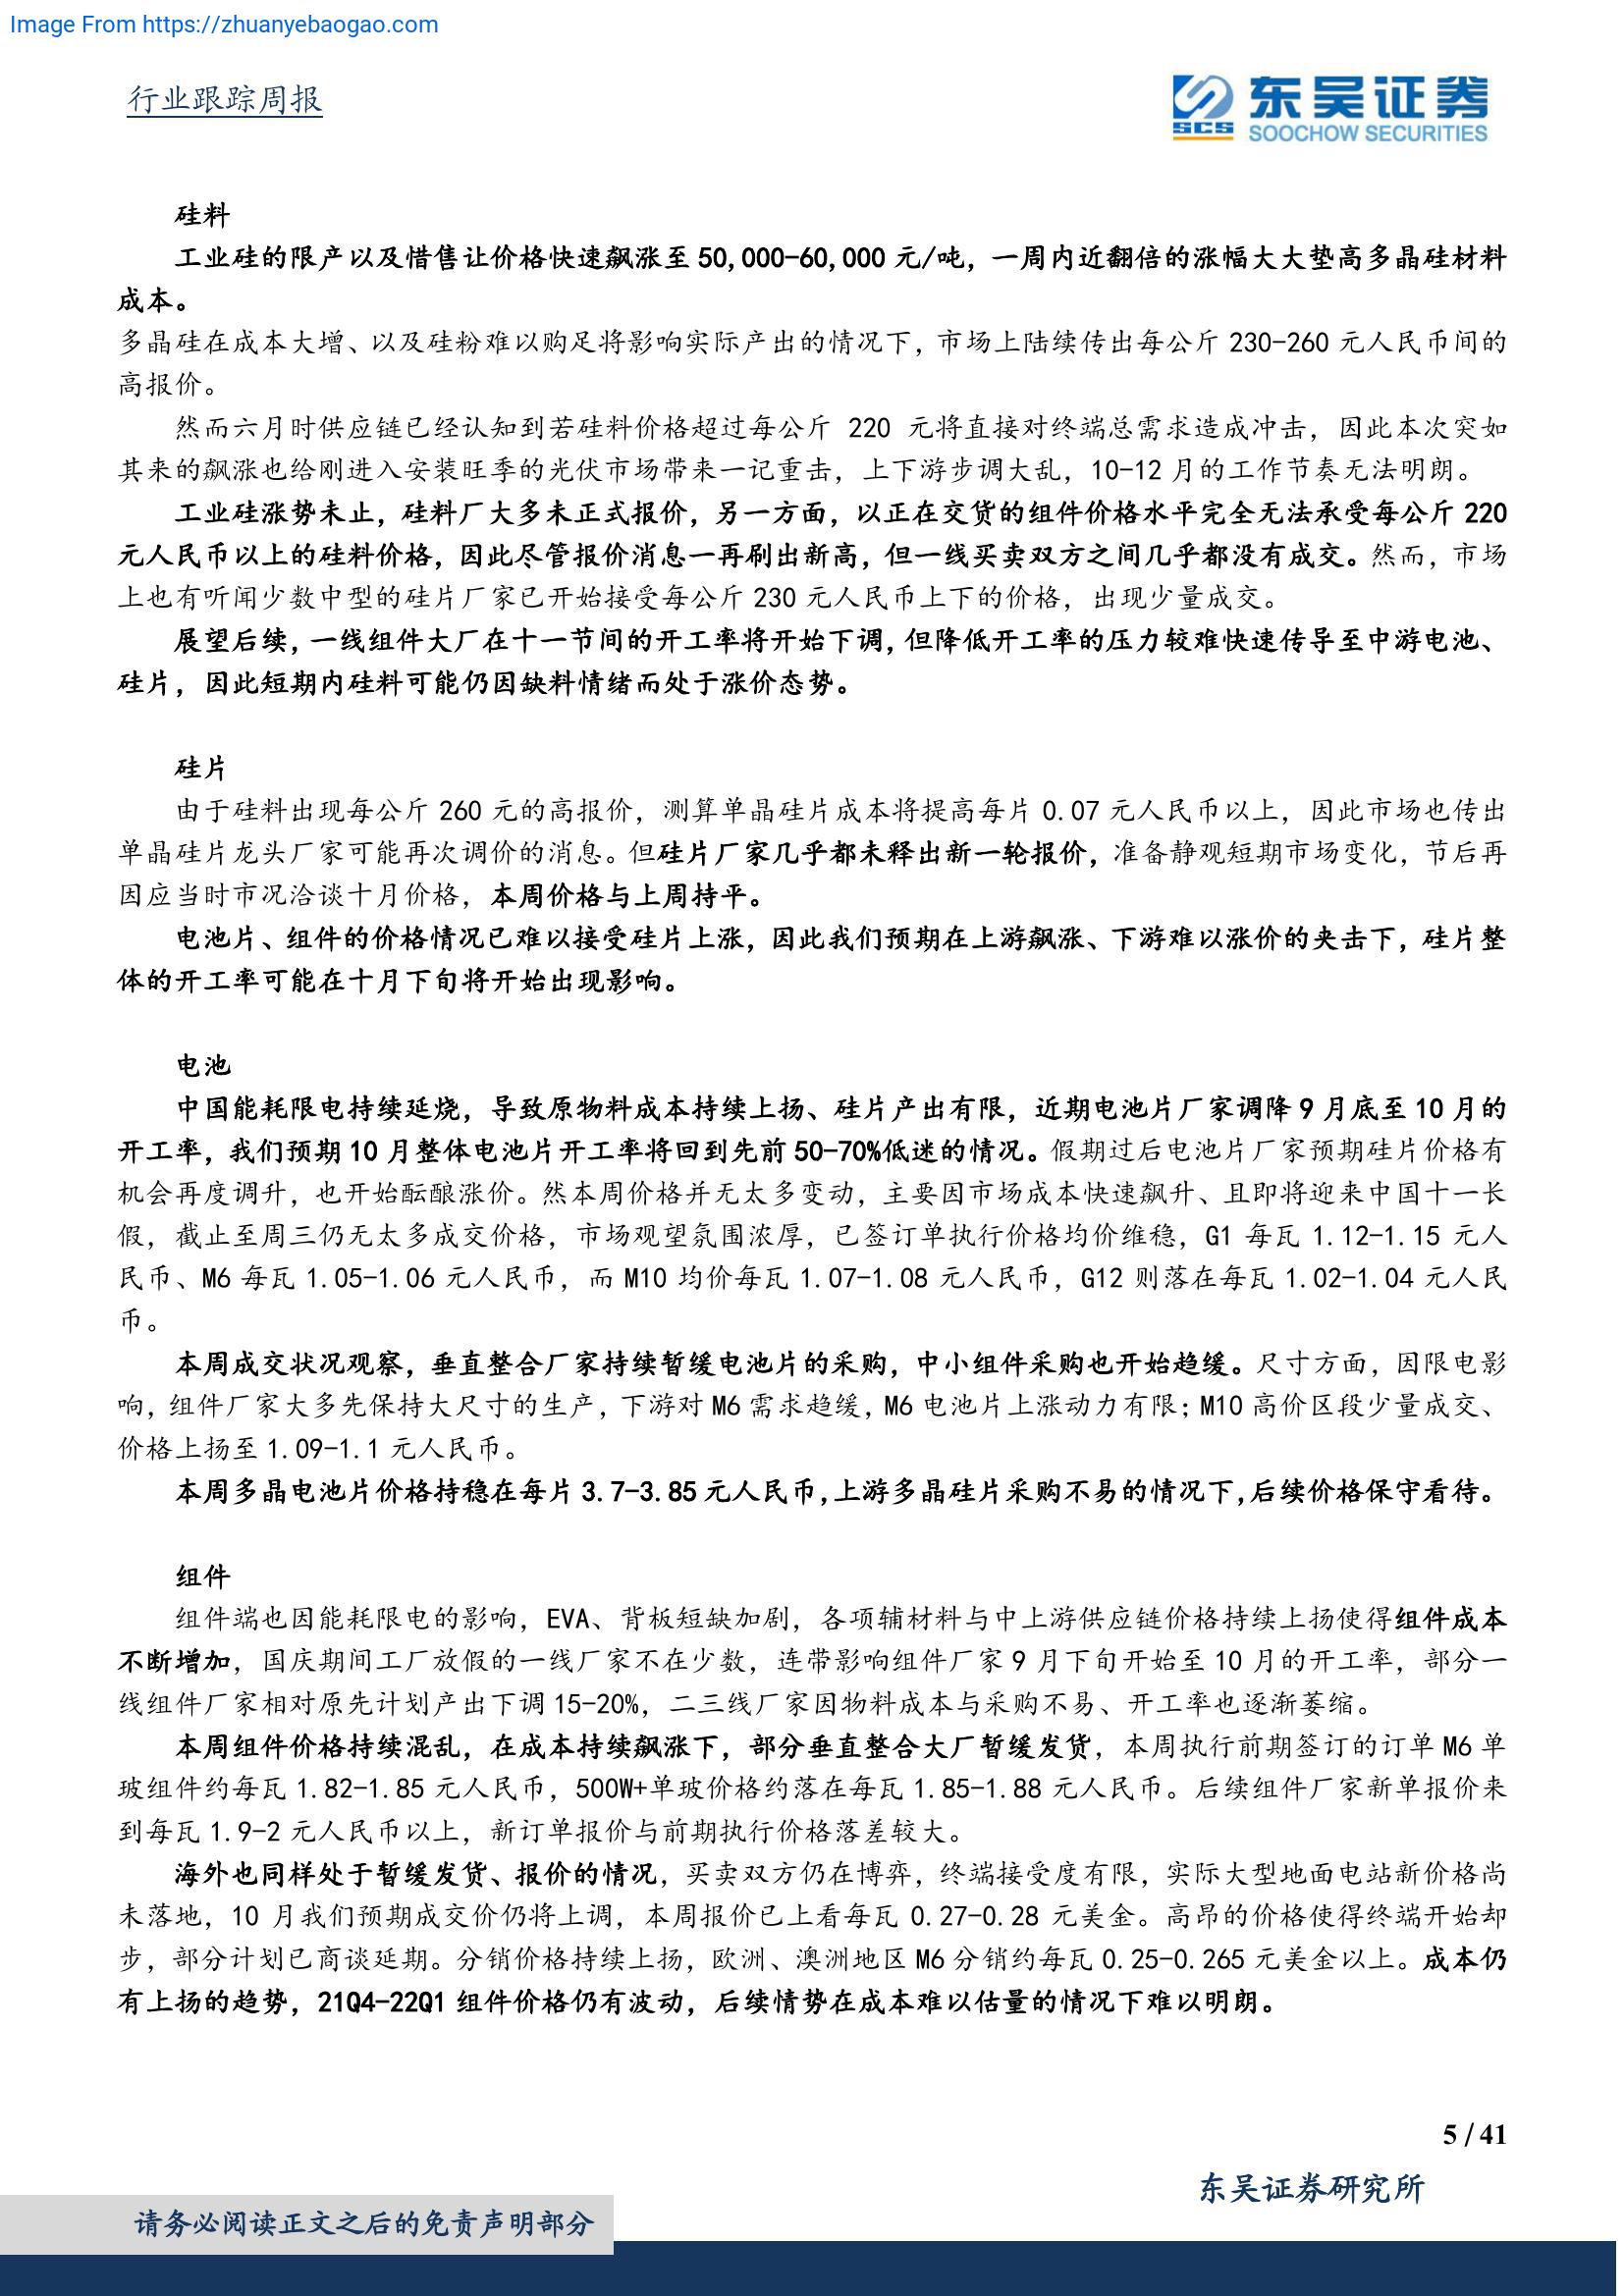 Image From https://zhuanyebaogao.com
行业跟踪周报
东吴证券
SCS
SOOCHOW SECURITIES
硅料
工业硅的限产以及惜售让价格快速飙涨至 50,000-60,000 元/吨，一周内近翻倍的涨幅大大垫高多晶硅材料
成本。
多晶硅在成本大增、以及硅粉难以购足将影响实际产出的情况下，市场上陆续传出每公斤 230-260 元人民币间的
高报价。
然而六月时供应链已经认知到若硅料价格超过每公斤 220 元将直接对终端总需求造成冲击，因此本次突如
其来的飙涨也给刚进入安装旺季的光伏市场带来一记重击，上下游步调大乱，10-12 月的工作节奏无法明朗。
工业硅涨势未止，硅料厂大多未正式报价，另一方面，以正在交货的组件价格水平完全无法承受每公斤 220
元人民币以上的硅料价格，因此尽管报价消息一再刷出新高，但一线买卖双方之间几乎都没有成交。然而，市场
上也有听闻少数中型的硅片厂家已开始接受每公斤 230 元人民币上下的价格，出现少量成交。
展望后续，一线组件大厂在十一节间的开工率将开始下调，但降低开工率的压力较难快速传导至中游电池、
硅片，因此短期内硅料可能仍因缺料情绪而处于涨价态势。
硅片
由于硅料出现每公斤 260 元的高报价，测算单晶硅片成本将提高每片 0.07 元人民币以上，因此市场也传出
单晶硅片龙头厂家可能再次调价的消息。但硅片厂家几乎都未释出新一轮报价，准备静观短期市场变化，节后再
因应当时市况洽谈十月价格，本周价格与上周持平。
电池片、组件的价格情况已难以接受硅片上涨，因此我们预期在上游飙涨、下游难以涨价的夹击下，硅片整
体的开工率可能在十月下旬将开始出现影响。
电池
中国能耗限电持续延烧，导致原物料成本持续上扬、硅片产出有限，近期电池片厂家调降 9 月底至 10 月的
开工率，我们预期 10 月整体电池片开工率将回到先前 50-70%低迷的情况。假期过后电池片厂家预期硅片价格有
机会再度调升，也开始酝酿涨价。然本周价格并无太多变动，主要因市场成本快速飙升、且即将迎来中国十一长
假，截止至周三仍无太多成交价格，市场观望氛围浓厚，已签订单执行价格均价维稳，G1 每瓦 1.12-1.15 元人
民币、M6 每瓦 1.05-1.06 元人民币，而 M10 均价每瓦 1.07-1.08 元人民币，G12 则落在每瓦 1.02-1.04 元人民
币。
本周成交状况观察，垂直整合厂家持续暂缓电池片的采购，中小组件采购也开始趋缓。尺寸方面，因限电影
响，组件厂家大多先保持大尺寸的生产，下游对 M6 需求趋缓，M6 电池片上涨动力有限；M10 高价区段少量成交、
价格上扬至 1.09-1.1 元人民币。
本周多晶电池片价格持稳在每片 3.7-3.85 元人民币，上游多晶硅片采购不易的情况下，后续价格保守看待。
组件
组件端也因能耗限电的影响，EVA、背板短缺加剧，各项辅材料与中上游供应链价格持续上扬使得组件成本
不断增加，国庆期间工厂放假的一线厂家不在少数，连带影响组件厂家 9 月下旬开始至 10 月的开工率，部分一
线组件厂家相对原先计划产出下调 15-20%，二三线厂家因物料成本与采购不易、开工率也逐渐萎缩。
本周组件价格持续混乱，在成本持续飙涨下，部分垂直整合大厂暂缓发货，本周执行前期签订的订单 M6 单
玻组件约每瓦 1.82-1.85 元人民币，500W+单玻价格约落在每瓦 1.85-1.88 元人民币。后续组件厂家新单报价来
到每瓦 1.9-2 元人民币以上，新订单报价与前期执行价格落差较大。
海外也同样处于暂缓发货、报价的情况，买卖双方仍在博弈，终端接受度有限，实际大型地面电站新价格尚
未落地，10 月我们预期成交价仍将上调，本周报价已上看每瓦 0.27-0.28 元美金。高昂的价格使得终端开始却
步，部分计划已商谈延期。分销价格持续上扬，欧洲、澳洲地区 M6 分销约每瓦 0.25-0.265 元美金以上。成本仍
有上扬的趋势，21Q4-22Q1 组件价格仍有波动，后续情势在成本难以估量的情况下难以明朗。
5 / 41
东吴证券研究所
请务必阅读正文之后的免责声明部分